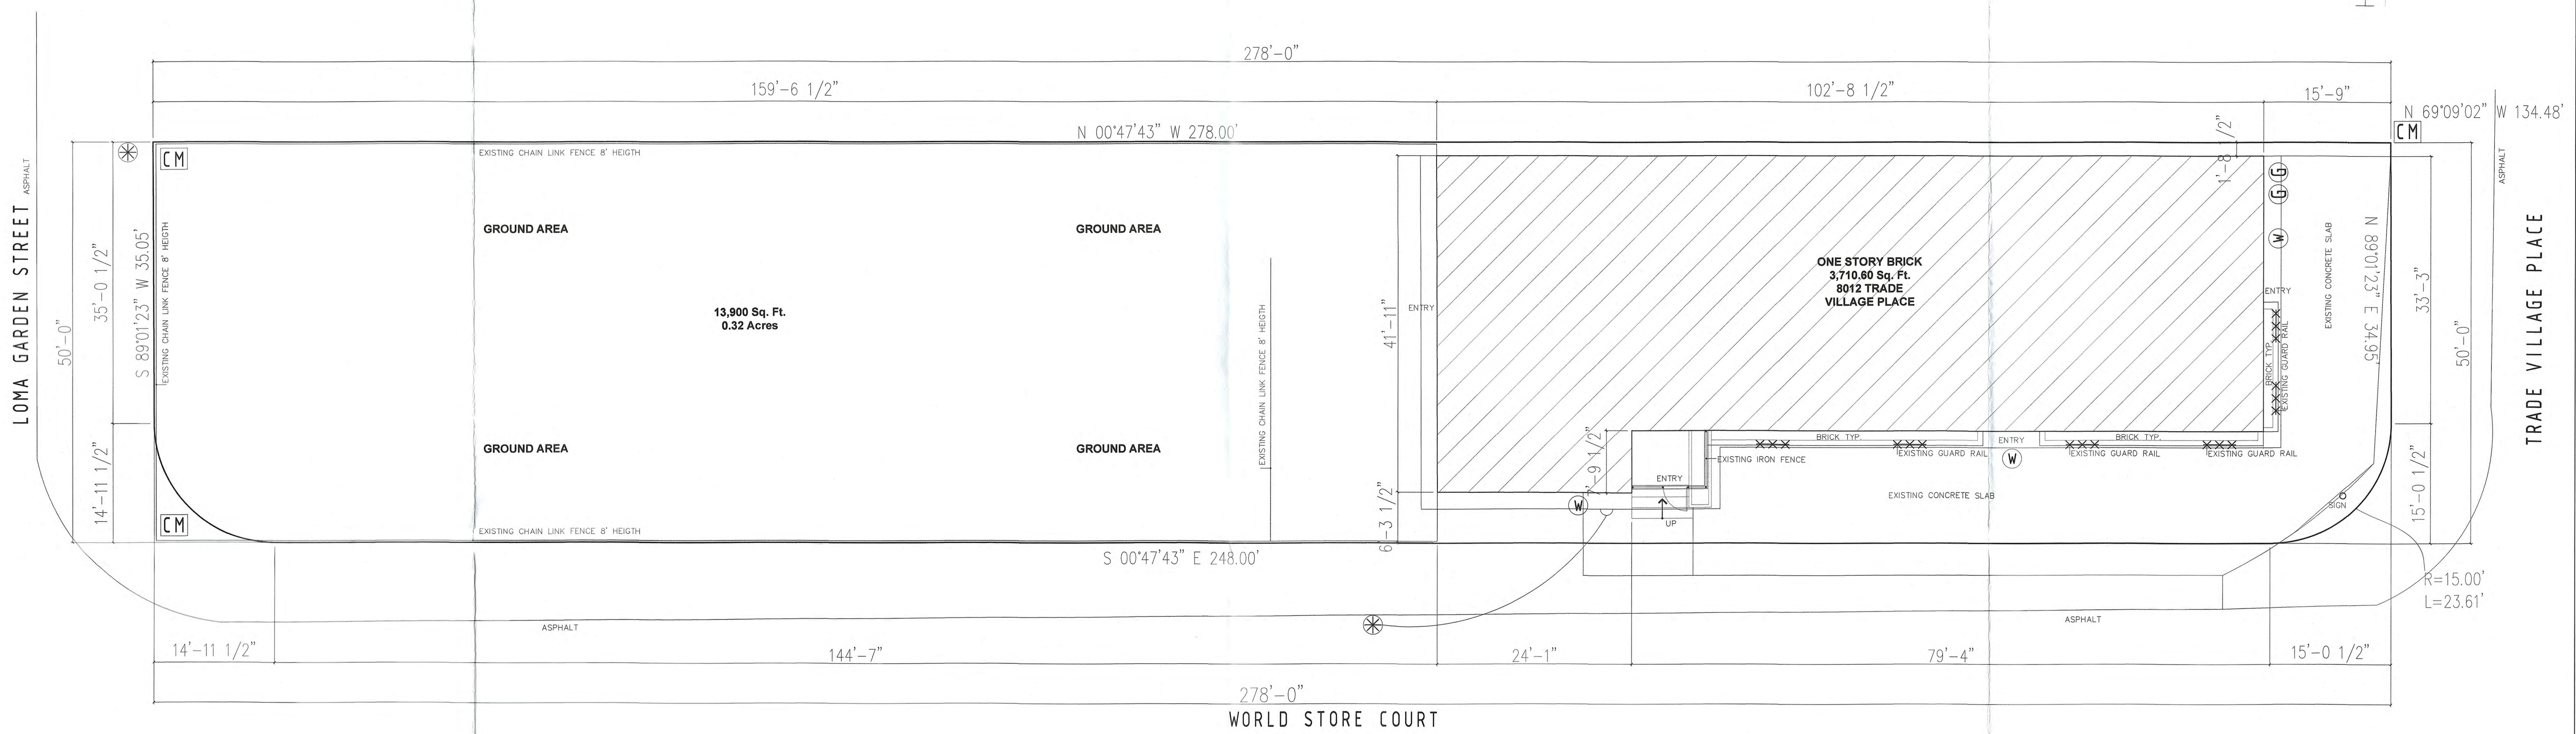 278'-0"
159'-6 1/2"
102'-8 1/2"
15'-9"
N 69°09'02" W 134.48'
N 00°47'43" W 278.00'
1'-8 1/2"
CM
CM
EXISTING CHAIN LINK FENCE 8' HEIGTH
ASPHALT
ASPHALT
G
G
W
LOMA GARDEN STREET
50'-0"
35'-0 1/2"
S 89°01'23" W 35.05'
EXISTING CHAIN LINK FENCE 8' HEIGTH
GROUND AREA
GROUND AREA
13,900 Sq. Ft.
0.32 Acres
EXISTING CHAIN LINK FENCE 8' HEIGTH
ENTRY
41'-11"
ONE STORY BRICK
3,710.60 Sq. Ft.
8012 TRADE
VILLAGE PLACE
ENTRY
BRICK TYP.
EXISTING GUARD RAIL
EXISTING CONCRETE SLAB
N 89°01'23" E 34.95'
33'-3"
50'-0"
TRADE VILLAGE PLACE
14'-11 1/2"
GROUND AREA
GROUND AREA
7'-9 1/2"
BRICK TYP.
ENTRY
BRICK TYP.
EXISTING IRON FENCE
EXISTING GUARD RAIL
W
EXISTING GUARD RAIL
EXISTING GUARD RAIL
ENTRY
EXISTING CONCRETE SLAB
W
UP
SIGN
15'-0 1/2"
6'-3 1/2"
CM
EXISTING CHAIN LINK FENCE 8' HEIGTH
S 00°47'43" E 248.00'
R=15.00'
L=23.61'
ASPHALT
ASPHALT
14'-11 1/2"
144'-7"
24'-1"
79'-4"
15'-0 1/2"
278'-0"
WORLD STORE COURT